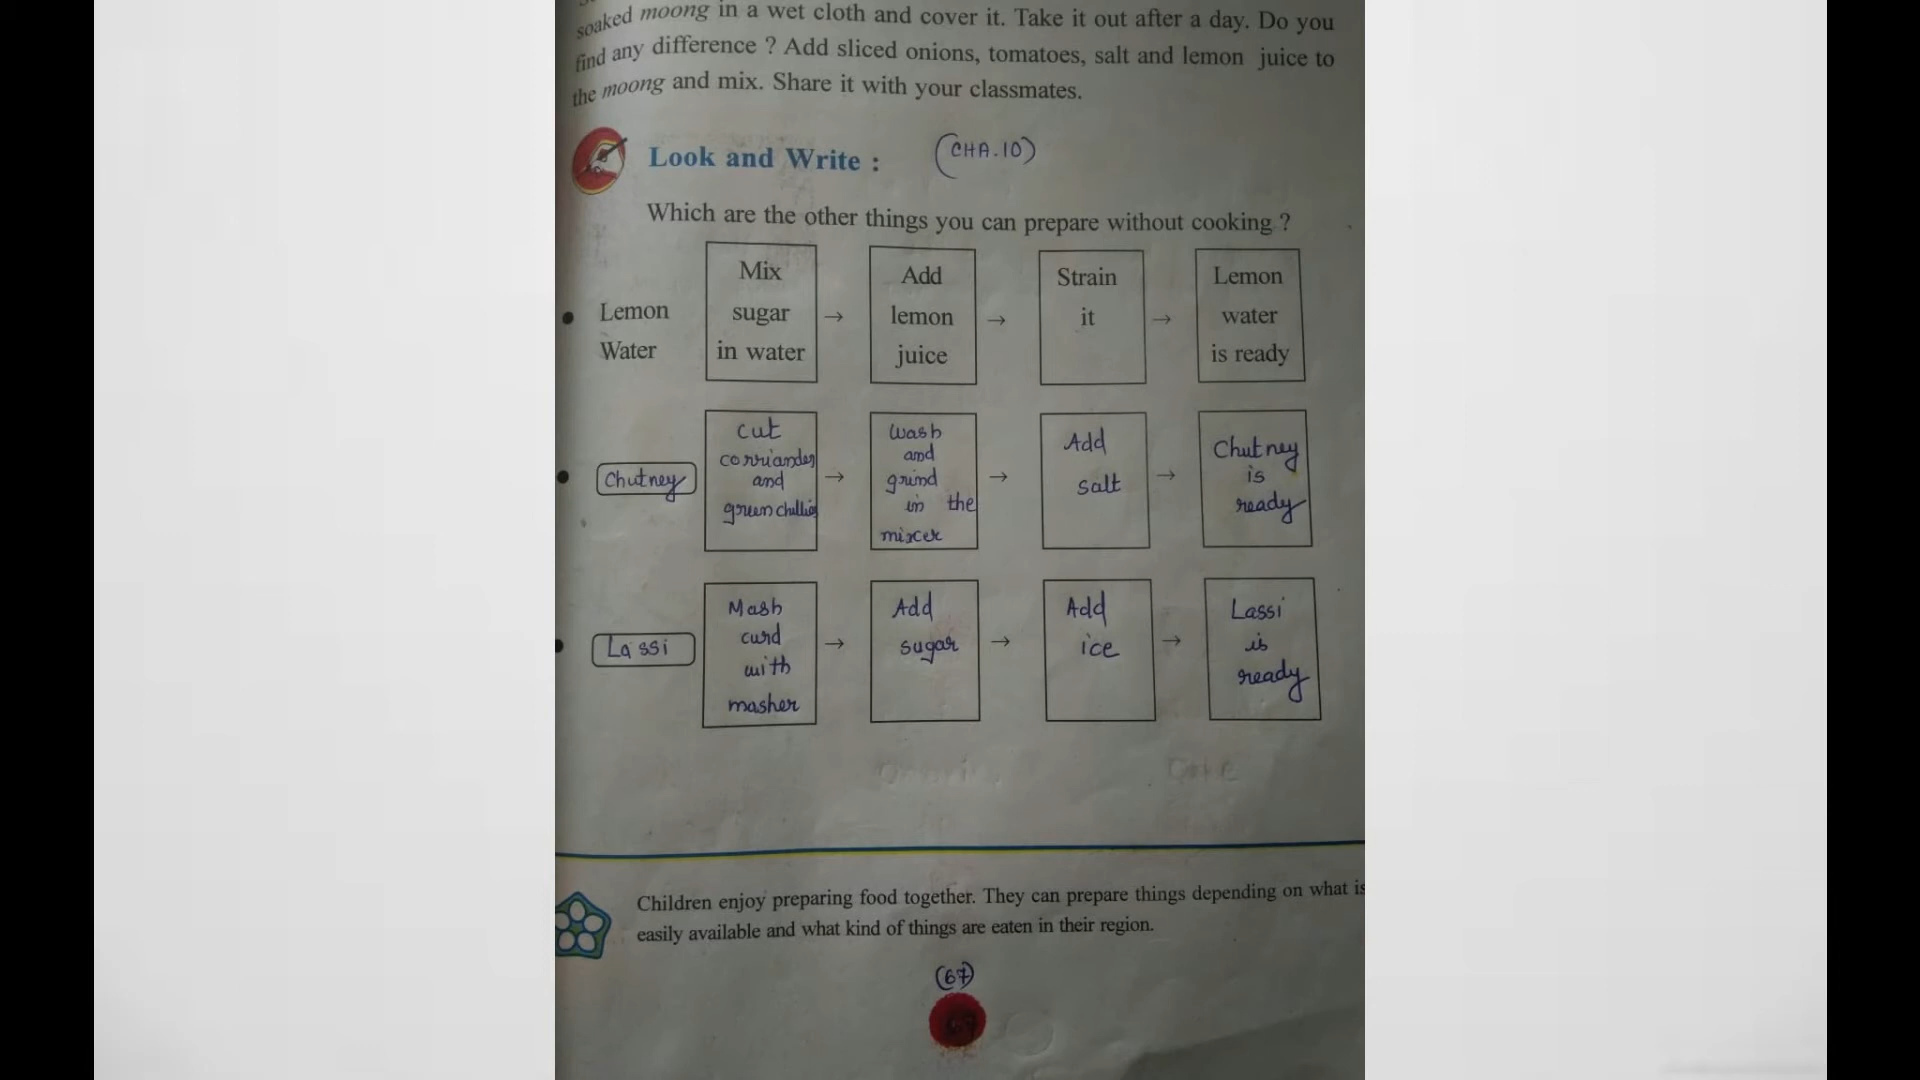 soaked moong in a wet cloth and cover it. Take it out after a day. Do you
find any difference ? Add sliced onions, tomatoes, salt and lemon juice to
the moong and mix. Share it with your classmates.
Look and Write :
(CHA.10)
Which are the other things you can prepare without cooking ?
Lemon
Water
Mix
sugar
in water
→
Add
lemon
juice
→
Strain
it
→
Lemon
water
is ready
Chutney
cut
corriander
and
green chillies
→
wash
and
grind
in the
mixer
→
Add
salt
→
Chutney
is
ready
Lassi
Mash
curd
with
masher
→
Add
sugar
→
Add
ice
→
Lassi
is
ready
Children enjoy preparing food together. They can prepare things depending on what is
easily available and what kind of things are eaten in their region.
(67)
67